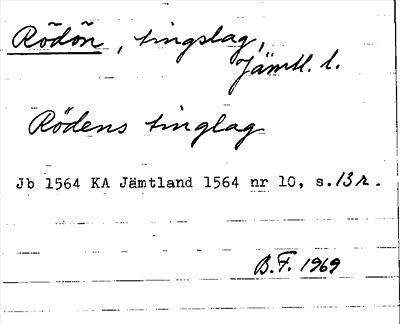 Rödön, tingslag,
Jämtl. l.
Rödens tinglag
Jb 1564 KA Jämtland 1564 nr 10, s. 13 r.
B.F. 1969